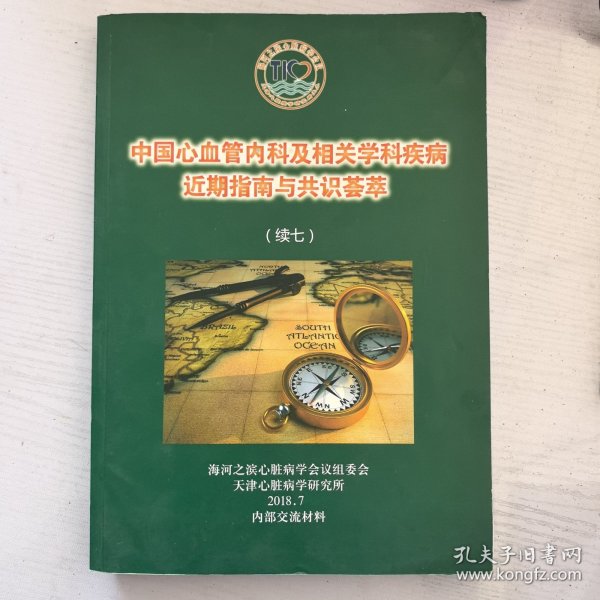 TIC
中国心血管内科及相关学科疾病
近期指南与共识荟萃
（续七）
BRAZIL
SOUTH
ATLANTIC
OCEAN
海河之滨心脏病学会议组委会
天津心脏病学研究所
2018.7
内部交流材料
孔夫子旧书网
www.kongfz.com